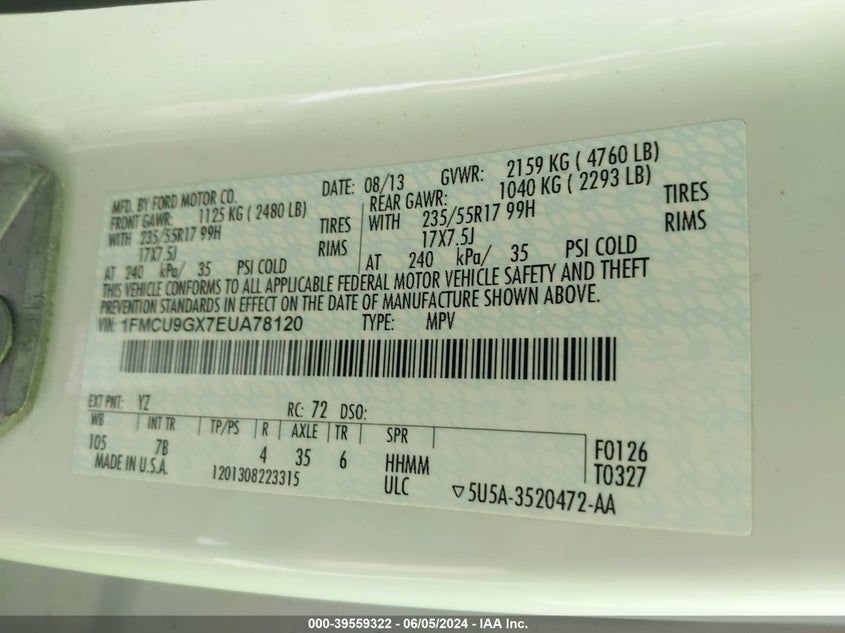 MFD. BY FORD MOTOR CO. DATE: 08/13 GVWR: 2159 KG ( 4760 LB)
FRONT GAWR: 1125 KG ( 2480 LB) REAR GAWR: 1040 KG ( 2293 LB)
WITH 235/55R17 99H TIRES WITH 235/55R17 99H TIRES
17X7.5J RIMS 17X7.5J RIMS
AT 240 kPa/ 35 PSI COLD AT 240 kPa/ 35 PSI COLD
THIS VEHICLE CONFORMS TO ALL APPLICABLE FEDERAL MOTOR VEHICLE SAFETY AND THEFT
PREVENTION STANDARDS IN EFFECT ON THE DATE OF MANUFACTURE SHOWN ABOVE.
VIN: 1FMCU9GX7EUA78120 TYPE: MPV
EXT PNT: YZ RC: 72 DSO:
WB INT TR TP/PS R AXLE TR SPR
105 7B 4 35 6 HHMM F0126
MADE IN U.S.A. 1201308223315 ULC T0327
▽5U5A-3520472-AA
000-39559322 - 06/05/2024 - IAA Inc.